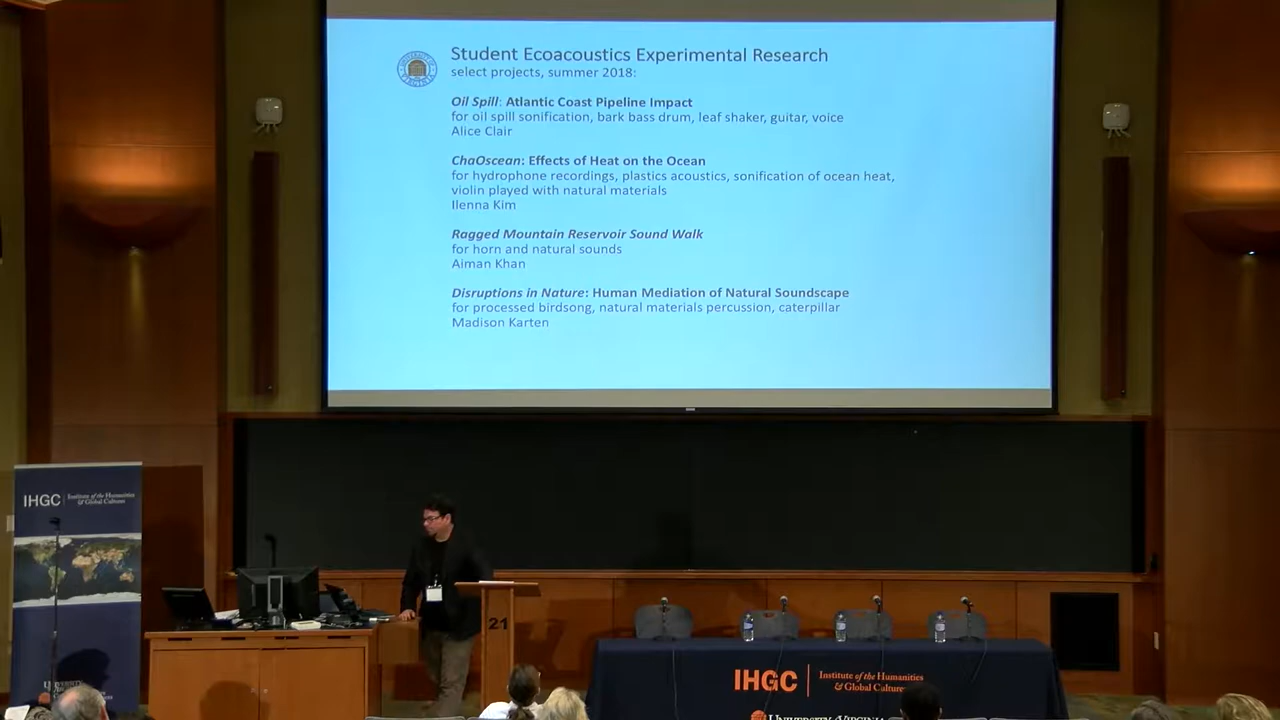 Student Ecoacoustics Experimental Research
select projects, summer 2018:
Oil Spill: Atlantic Coast Pipeline Impact
for oil spill sonification, bark bass drum, leaf shaker, guitar, voice
Alice Clair
ChaOscean: Effects of Heat on the Ocean
for hydrophone recordings, plastics acoustics, sonification of ocean heat,
violin played with natural materials
Ilenna Kim
Ragged Mountain Reservoir Sound Walk
for horn and natural sounds
Aiman Khan
Disruptions in Nature: Human Mediation of Natural Soundscape
for processed birdsong, natural materials percussion, caterpillar
Madison Karten
IHGC Institute of the Humanities
& Global Cultures
21
IHGC Institute of the Humanities
& Global Cultures